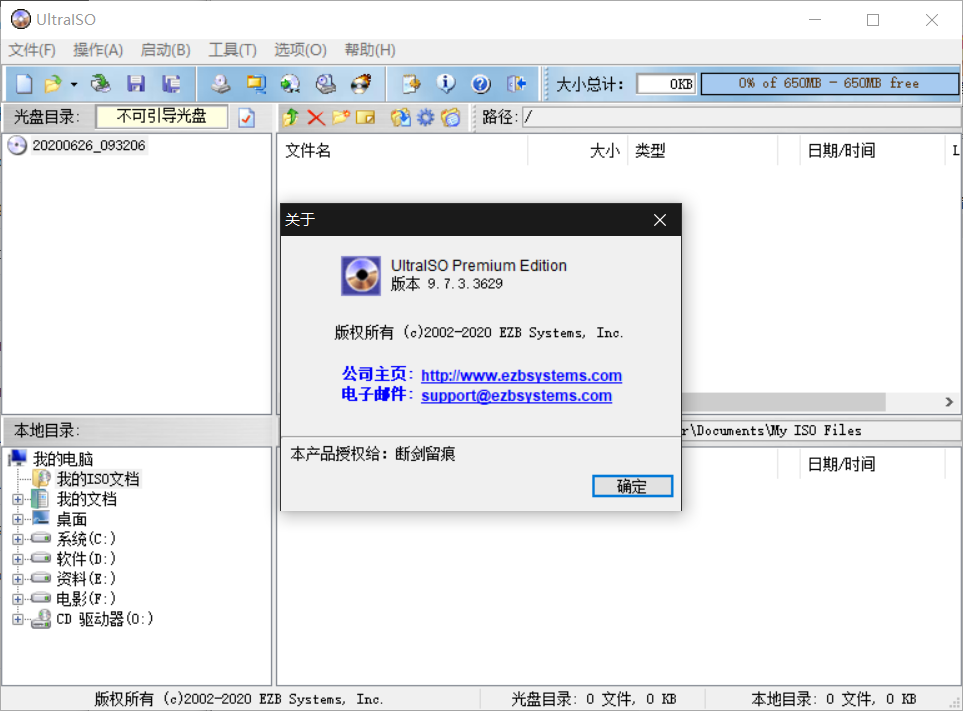 UltraISO
文件(F) 操作(A) 启动(B) 工具(T) 选项(O) 帮助(H)
大小总计： 0KB 0% of 650MB - 650MB free
光盘目录： 不可引导光盘 路径: /
20200626_093206
文件名 大小 类型 日期/时间 L
关于
UltraISO Premium Edition
版本 9.7.3.3629
版权所有 (c)2002-2020 EZB Systems, Inc.
公司主页： http://www.ezbsystems.com
电子邮件： support@ezbsystems.com
本产品授权给：断剑留痕
确定
本地目录： r\Documents\My ISO Files
日期/时间
我的电脑
我的ISO文档
我的文档
桌面
系统(C:)
软件(D:)
资料(E:)
电影(F:)
CD 驱动器(O:)
版权所有 (c)2002-2020 EZB Systems, Inc. 光盘目录: 0 文件, 0 KB 本地目录: 0 文件, 0 KB